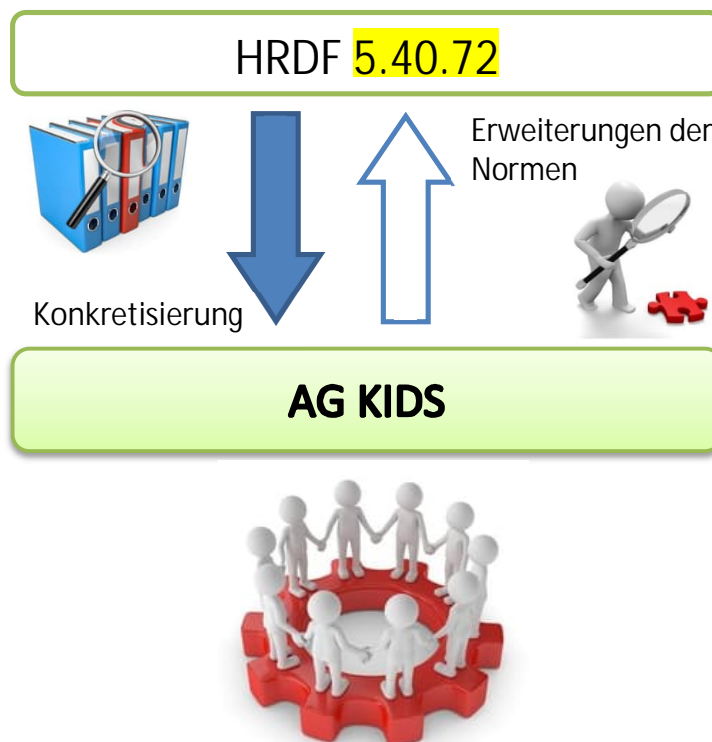 HRDF 5.40.72
Erweiterungen der
Normen
Konkretisierung
AG KIDS